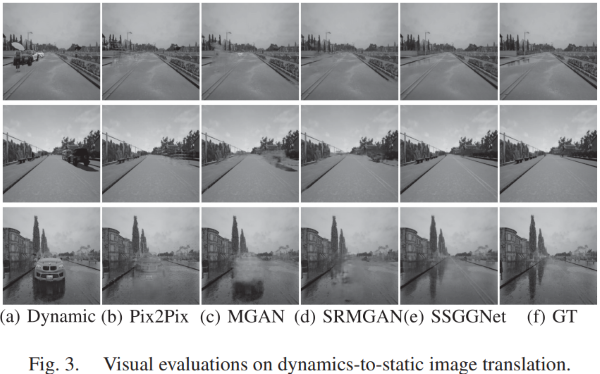 (a) Dynamic (b) Pix2Pix (c) MGAN (d) SRMGAN(e) SSGGNet (f) GT
Fig. 3. Visual evaluations on dynamics-to-static image translation.